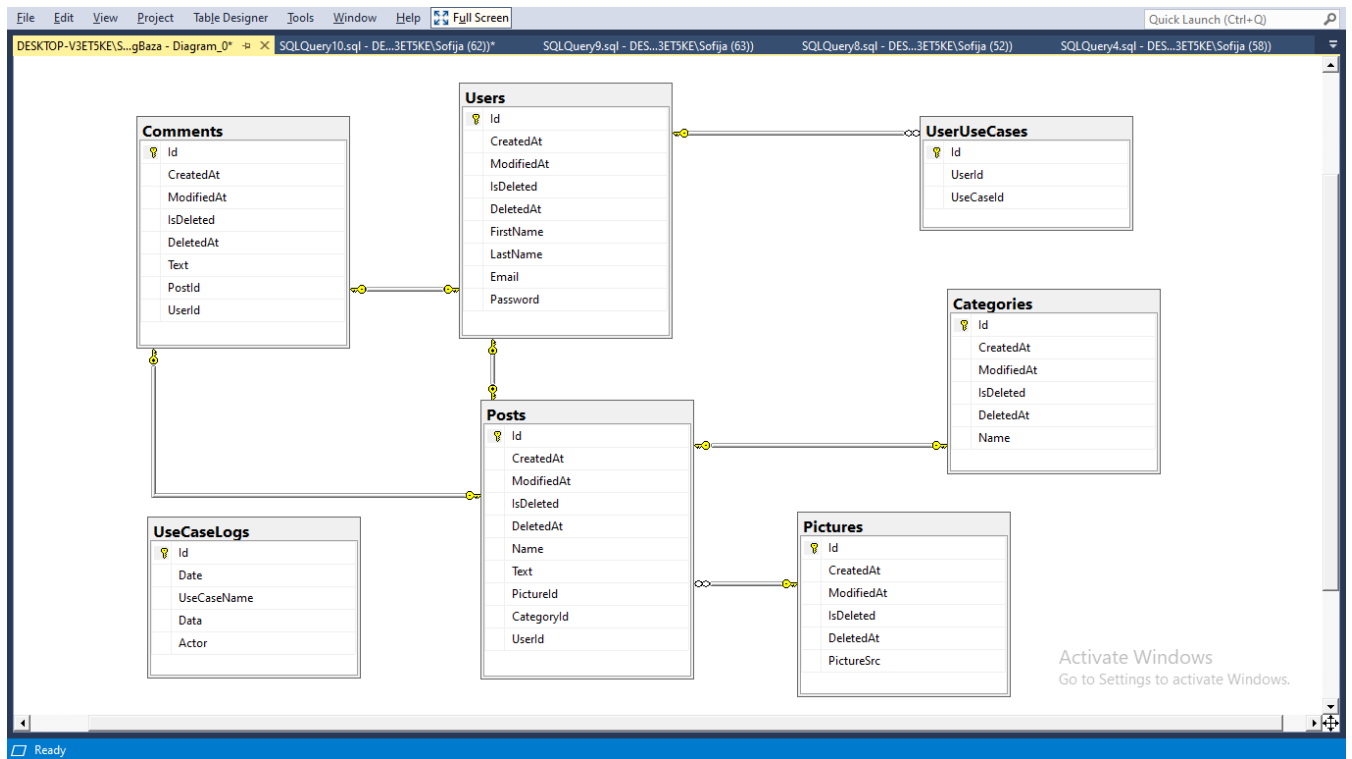 File Edit View Project Table Designer Tools Window Help Full Screen
Quick Launch (Ctrl+Q)
DESKTOP-V3ET5KE\S...gBaza - Diagram_0*
SQLQuery10.sql - DE...3ET5KE\Sofija (62))*
SQLQuery9.sql - DES...3ET5KE\Sofija (63))
SQLQuery8.sql - DES...3ET5KE\Sofija (52))
SQLQuery4.sql - DES...3ET5KE\Sofija (58))
Comments
Id
CreatedAt
ModifiedAt
IsDeleted
DeletedAt
Text
PostId
UserId
Users
Id
CreatedAt
ModifiedAt
IsDeleted
DeletedAt
FirstName
LastName
Email
Password
UserUseCases
Id
UserId
UseCaseId
Categories
Id
CreatedAt
ModifiedAt
IsDeleted
DeletedAt
Name
Posts
Id
CreatedAt
ModifiedAt
IsDeleted
DeletedAt
Name
Text
PictureId
CategoryId
UserId
UseCaseLogs
Id
Date
UseCaseName
Data
Actor
Pictures
Id
CreatedAt
ModifiedAt
IsDeleted
DeletedAt
PictureSrc
Activate Windows
Go to Settings to activate Windows.
Ready